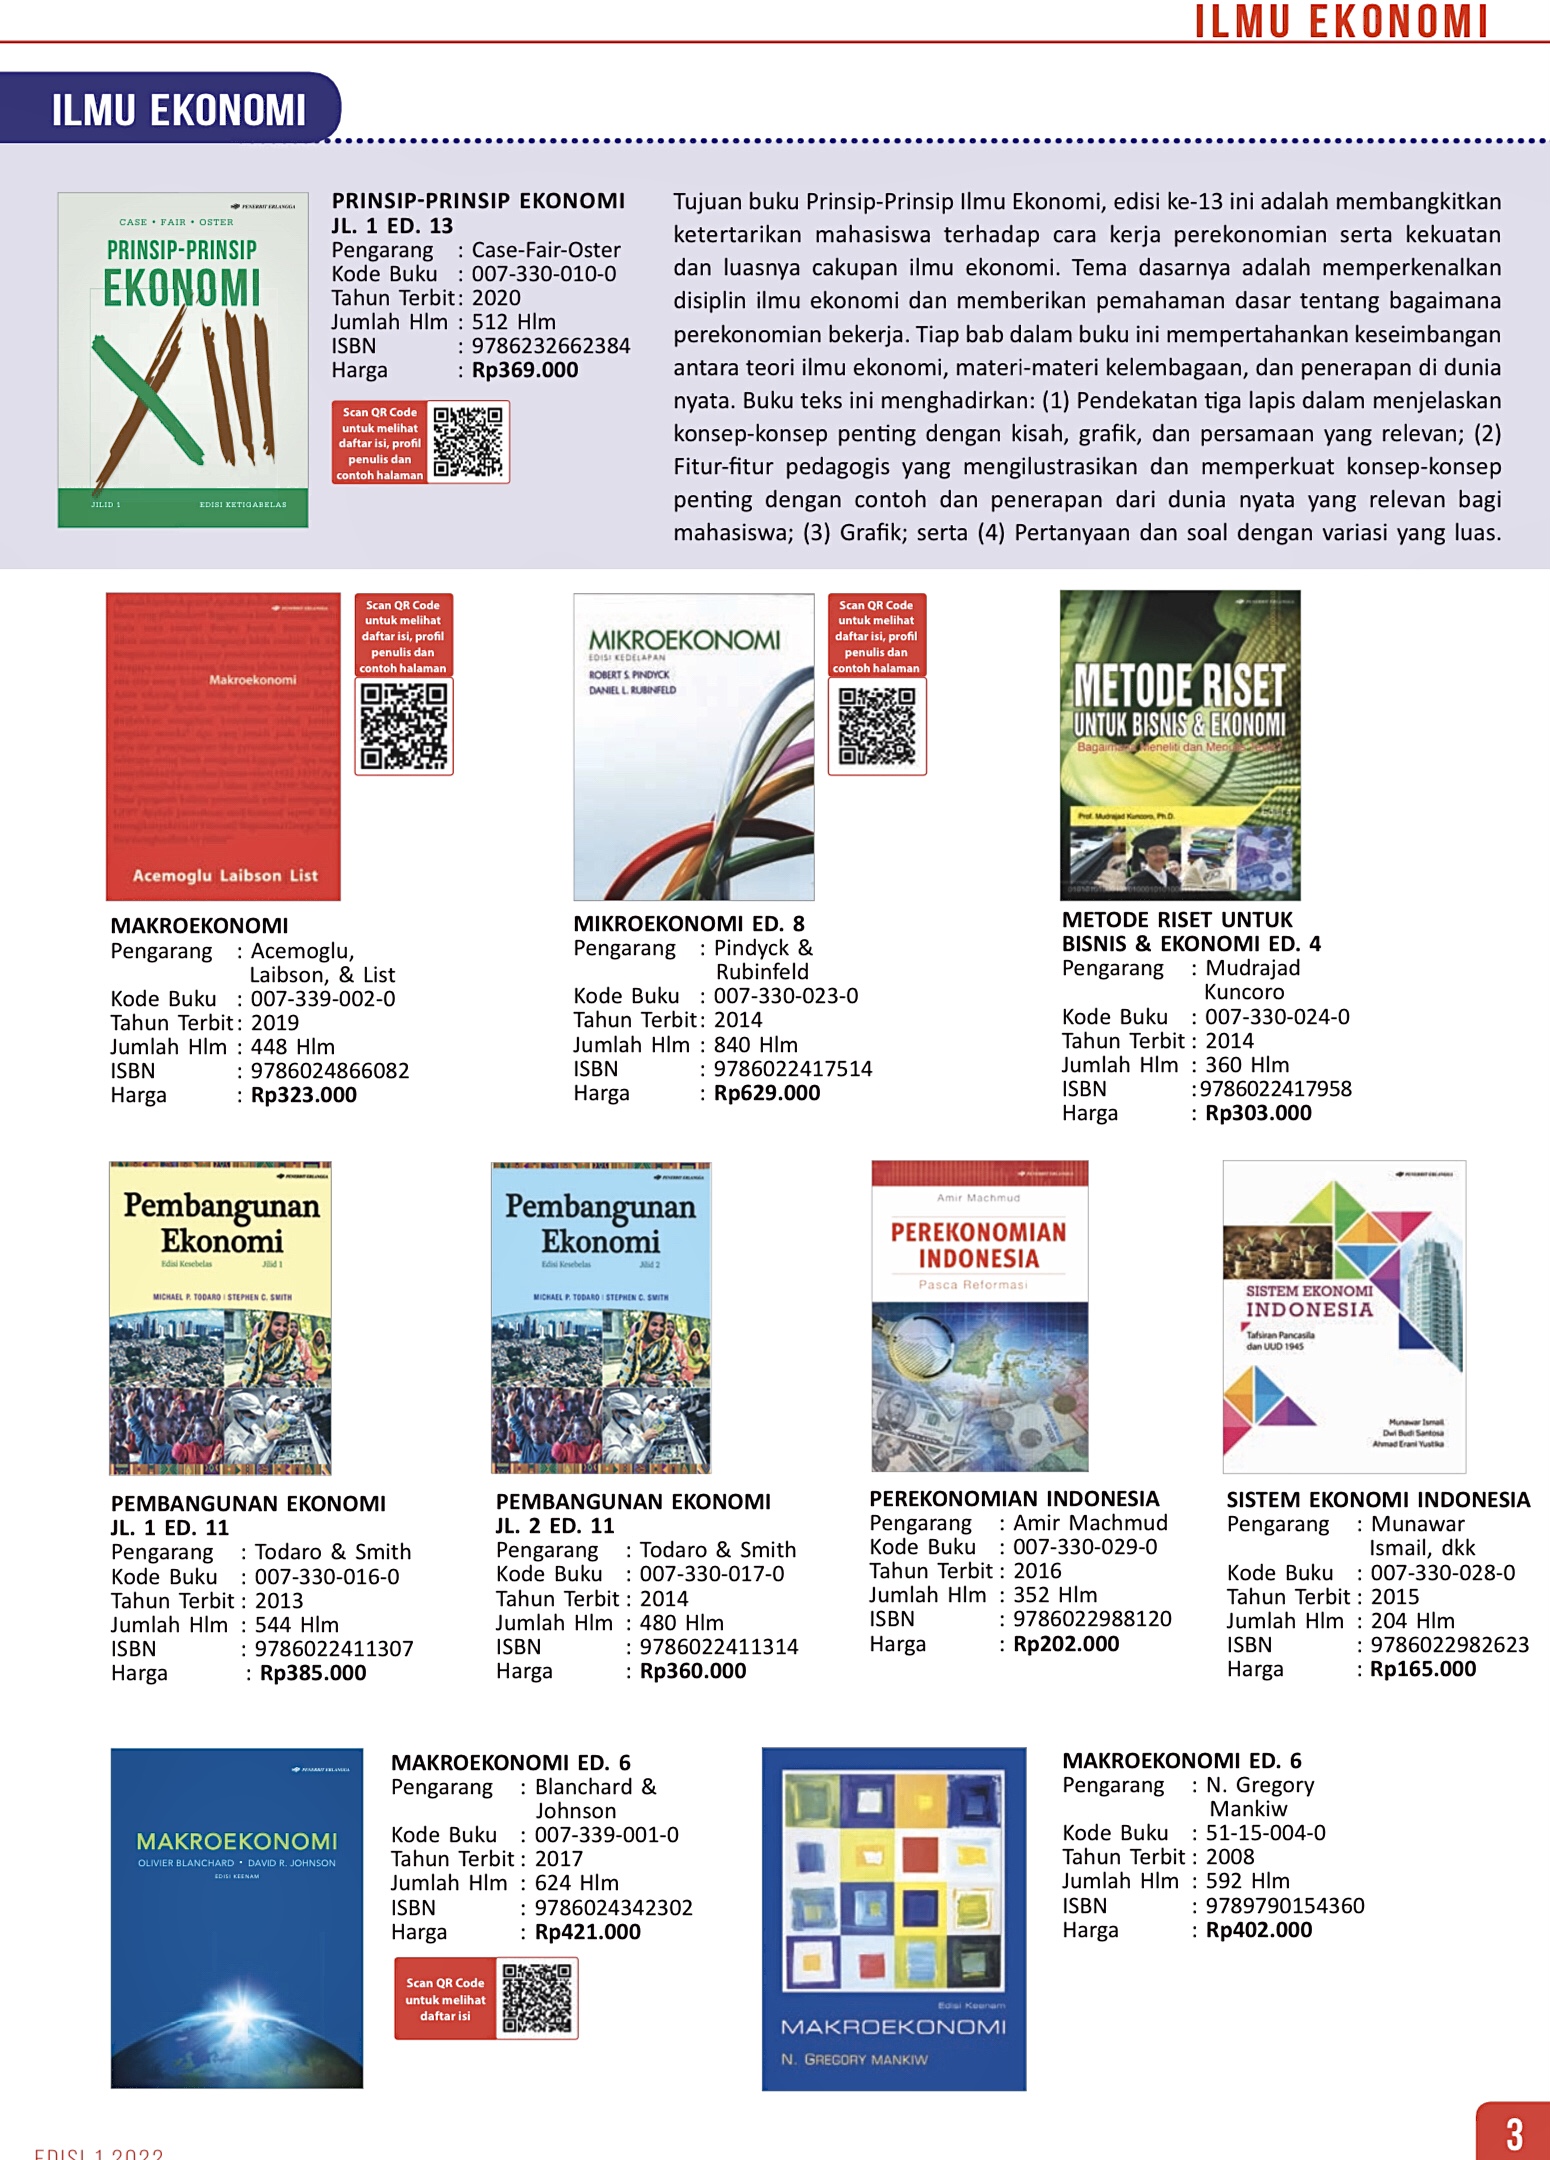 ILMU EKONOMI
ILMU EKONOMI
PENERBIT ERLANGGA
CASE • FAIR • OSTER
PRINSIP-PRINSIP
EKONOMI
XIII
JILID 1 EDISI KETIGABELAS
PRINSIP-PRINSIP EKONOMI
JL. 1 ED. 13
Pengarang : Case-Fair-Oster
Kode Buku : 007-330-010-0
Tahun Terbit : 2020
Jumlah Hlm : 512 Hlm
ISBN : 9786232662384
Harga : Rp369.000
Scan QR Code
untuk melihat
daftar isi, profil
penulis dan
contoh halaman
Tujuan buku Prinsip-Prinsip Ilmu Ekonomi, edisi ke-13 ini adalah membangkitkan
ketertarikan mahasiswa terhadap cara kerja perekonomian serta kekuatan
dan luasnya cakupan ilmu ekonomi. Tema dasarnya adalah memperkenalkan
disiplin ilmu ekonomi dan memberikan pemahaman dasar tentang bagaimana
perekonomian bekerja. Tiap bab dalam buku ini mempertahankan keseimbangan
antara teori ilmu ekonomi, materi-materi kelembagaan, dan penerapan di dunia
nyata. Buku teks ini menghadirkan: (1) Pendekatan tiga lapis dalam menjelaskan
konsep-konsep penting dengan kisah, grafik, dan persamaan yang relevan; (2)
Fitur-fitur pedagogis yang mengilustrasikan dan memperkuat konsep-konsep
penting dengan contoh dan penerapan dari dunia nyata yang relevan bagi
mahasiswa; (3) Grafik; serta (4) Pertanyaan dan soal dengan variasi yang luas.
PENERBIT ERLANGGA
Makroekonomi
Acemoglu Laibson List
Scan QR Code
untuk melihat
daftar isi, profil
penulis dan
contoh halaman
MAKROEKONOMI
Pengarang : Acemoglu,
Laibson, & List
Kode Buku : 007-339-002-0
Tahun Terbit : 2019
Jumlah Hlm : 448 Hlm
ISBN : 9786024866082
Harga : Rp323.000
MIKROEKONOMI
EDISI KEDELAPAN
ROBERT S. PINDYCK
DANIEL L. RUBINFELD
Scan QR Code
untuk melihat
daftar isi, profil
penulis dan
contoh halaman
MIKROEKONOMI ED. 8
Pengarang : Pindyck &
Rubinfeld
Kode Buku : 007-330-023-0
Tahun Terbit : 2014
Jumlah Hlm : 840 Hlm
ISBN : 9786022417514
Harga : Rp629.000
PENERBIT ERLANGGA
METODE RISET
UNTUK BISNIS & EKONOMI
Bagaimana Meneliti dan Menulis Tesis?
Prof. Mudrajad Kuncoro, Ph.D.
METODE RISET UNTUK
BISNIS & EKONOMI ED. 4
Pengarang : Mudrajad
Kuncoro
Kode Buku : 007-330-024-0
Tahun Terbit : 2014
Jumlah Hlm : 360 Hlm
ISBN :9786022417958
Harga : Rp303.000
PENERBIT ERLANGGA
Pembangunan
Ekonomi
Edisi Kesebelas Jilid 1
MICHAEL P. TODARO | STEPHEN C. SMITH
PEMBANGUNAN EKONOMI
JL. 1 ED. 11
Pengarang : Todaro & Smith
Kode Buku : 007-330-016-0
Tahun Terbit : 2013
Jumlah Hlm : 544 Hlm
ISBN : 9786022411307
Harga : Rp385.000
PENERBIT ERLANGGA
Pembangunan
Ekonomi
Edisi Kesebelas Jilid 2
MICHAEL P. TODARO | STEPHEN C. SMITH
PEMBANGUNAN EKONOMI
JL. 2 ED. 11
Pengarang : Todaro & Smith
Kode Buku : 007-330-017-0
Tahun Terbit : 2014
Jumlah Hlm : 480 Hlm
ISBN : 9786022411314
Harga : Rp360.000
PENERBIT ERLANGGA
Amir Machmud
PEREKONOMIAN
INDONESIA
Pasca Reformasi
PEREKONOMIAN INDONESIA
Pengarang : Amir Machmud
Kode Buku : 007-330-029-0
Tahun Terbit : 2016
Jumlah Hlm : 352 Hlm
ISBN : 9786022988120
Harga : Rp202.000
PENERBIT ERLANGGA
SISTEM EKONOMI
INDONESIA
Tafsiran Pancasila
dan UUD 1945
Munawar Ismail
Dwi Budi Santosa
Ahmad Erani Yustika
SISTEM EKONOMI INDONESIA
Pengarang : Munawar
Ismail, dkk
Kode Buku : 007-330-028-0
Tahun Terbit : 2015
Jumlah Hlm : 204 Hlm
ISBN : 9786022982623
Harga : Rp165.000
PENERBIT ERLANGGA
MAKROEKONOMI
OLIVIER BLANCHARD • DAVID R. JOHNSON
EDISI KEENAM
MAKROEKONOMI ED. 6
Pengarang : Blanchard &
Johnson
Kode Buku : 007-339-001-0
Tahun Terbit : 2017
Jumlah Hlm : 624 Hlm
ISBN : 9786024342302
Harga : Rp421.000
Scan QR Code
untuk melihat
daftar isi
Edisi Keenam
MAKROEKONOMI
N. GREGORY MANKIW
MAKROEKONOMI ED. 6
Pengarang : N. Gregory
Mankiw
Kode Buku : 51-15-004-0
Tahun Terbit : 2008
Jumlah Hlm : 592 Hlm
ISBN : 9789790154360
Harga : Rp402.000
EDISI 1 2022
3